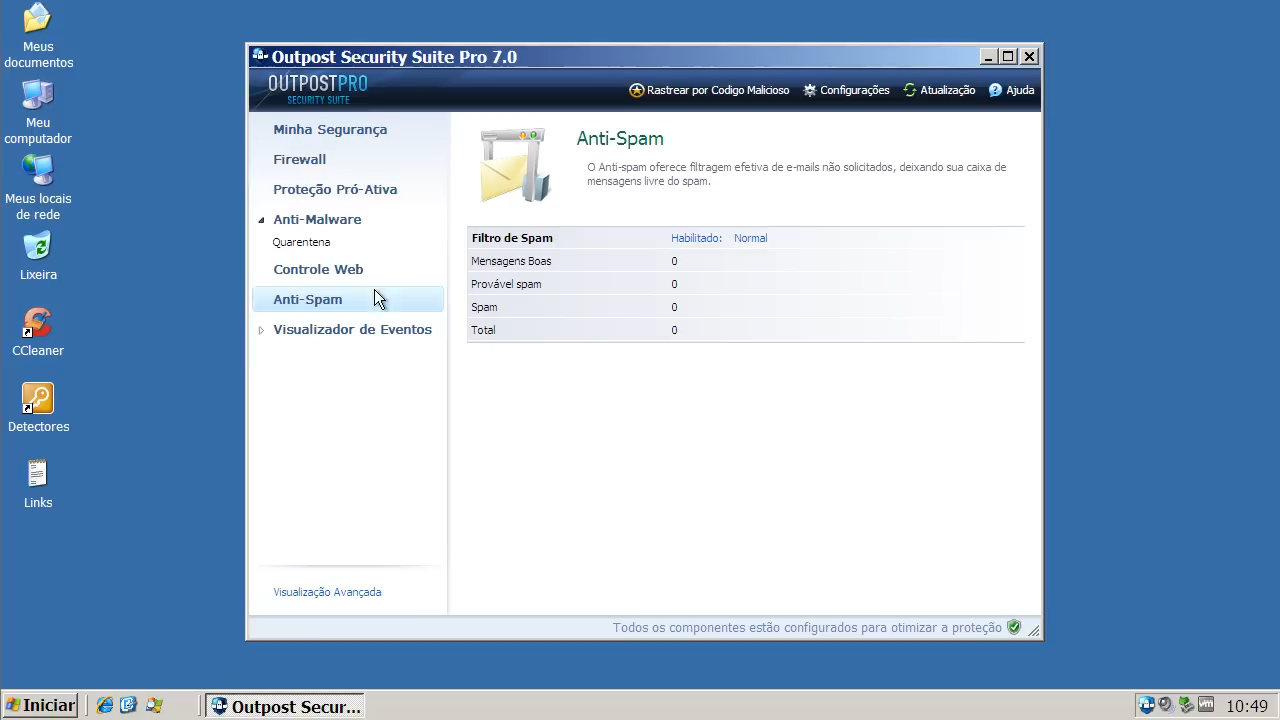 Meus
documentos
Meu
computador
Meus locais
de rede
Lixeira
CCleaner
Detectores
Links
Outpost Security Suite Pro 7.0
OUTPOSTPRO
SECURITY SUITE
Rastrear por Codigo Malicioso
Configurações
Atualização
Ajuda
Minha Segurança
Firewall
Proteção Pró-Ativa
Anti-Malware
Quarentena
Controle Web
Anti-Spam
Visualizador de Eventos
Visualização Avançada
Anti-Spam
O Anti-spam oferece filtragem efetiva de e-mails não solicitados, deixando sua caixa de
mensagens livre do spam.
Filtro de Spam Habilitado: Normal
Mensagens Boas 0
Provável spam 0
Spam 0
Total 0
Todos os componentes estão configurados para otimizar a proteção
Iniciar
Outpost Secur...
vm
10:49